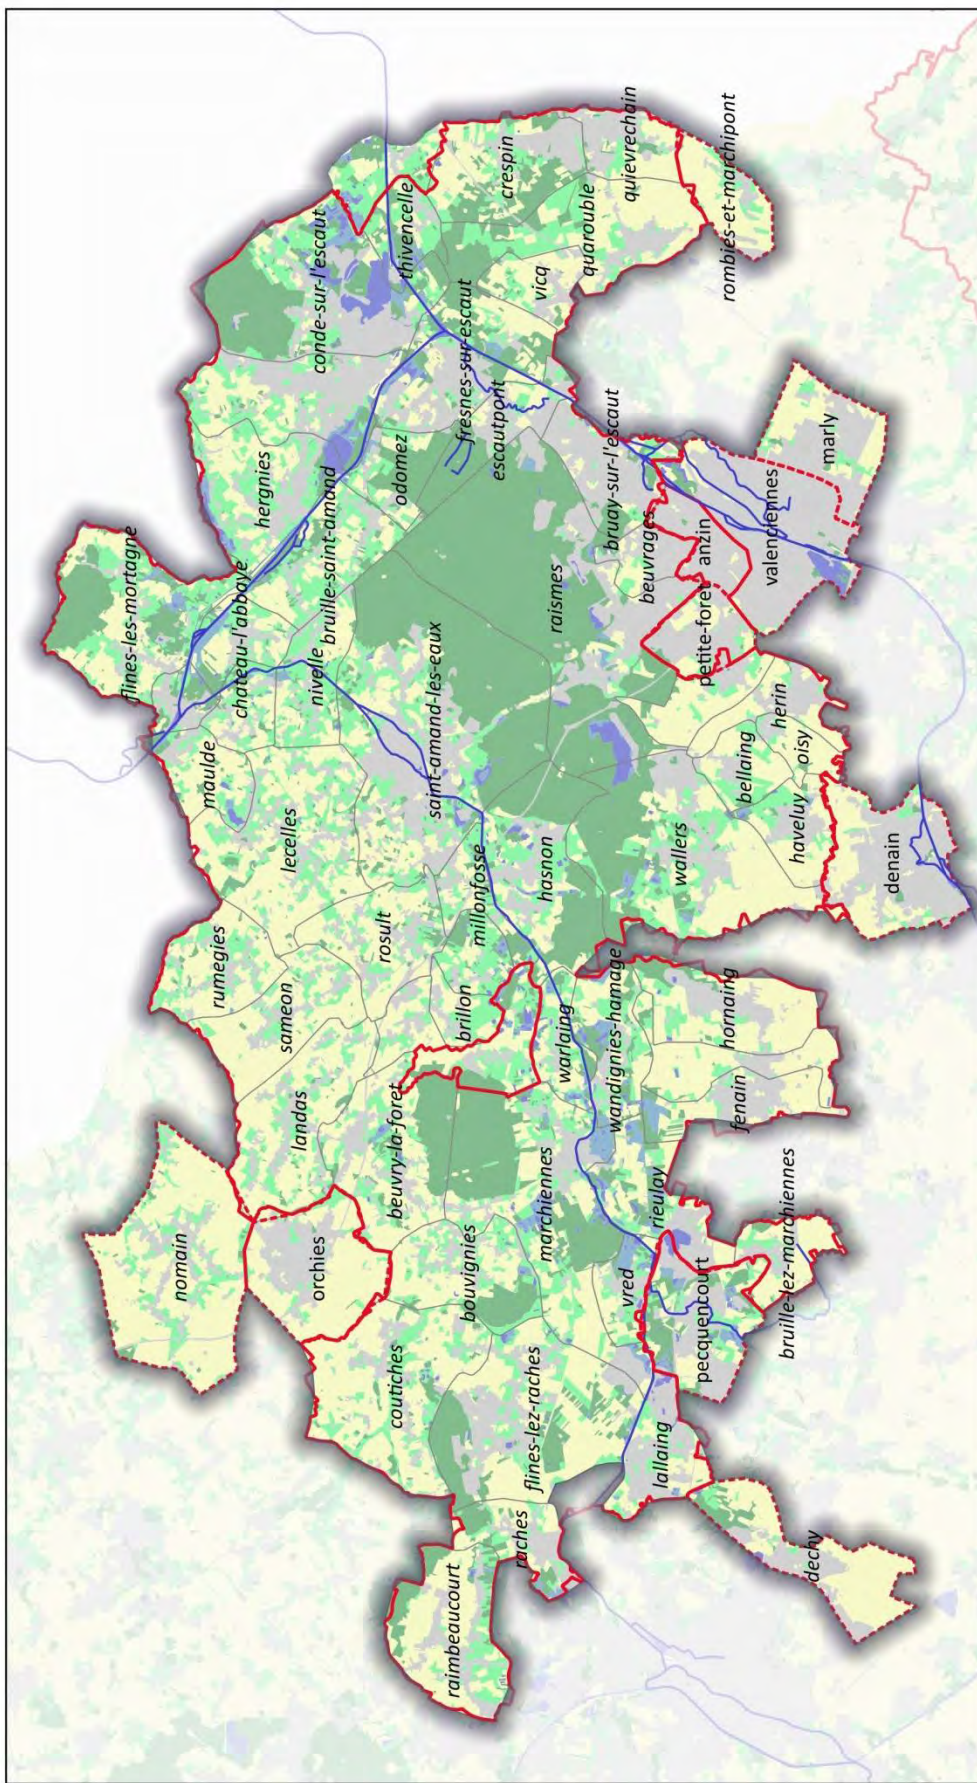 flines-les-mortagne
nomain
rumegies
maulde
chateau-l'abbaye
hergnies
conde-sur-l'escaut
orchies
landas
sameon
lecelles
nivelle
bruille-saint-amand
thivencelle
coutiches
beuvry-la-foret
rosult
odomez
raimbeaucourt
bouvignies
brillon
millonfosse
saint-amand-les-eaux
fresnes-sur-escaut
escautpont
crespin
vicq
raches
flines-lez-raches
marchiennes
warlaing
hasnon
raismes
quarouble
bruay-sur-l'escaut
quievrechain
vred
rieulay
wandignies-hamage
beuvrages
lallaing
pecquencourt
wallers
petite-foret
anzin
rombies-et-marchipont
hornaing
fenain
bellaing
herin
oisy
valenciennes
bruille-lez-marchiennes
haveluy
marly
dechy
denain